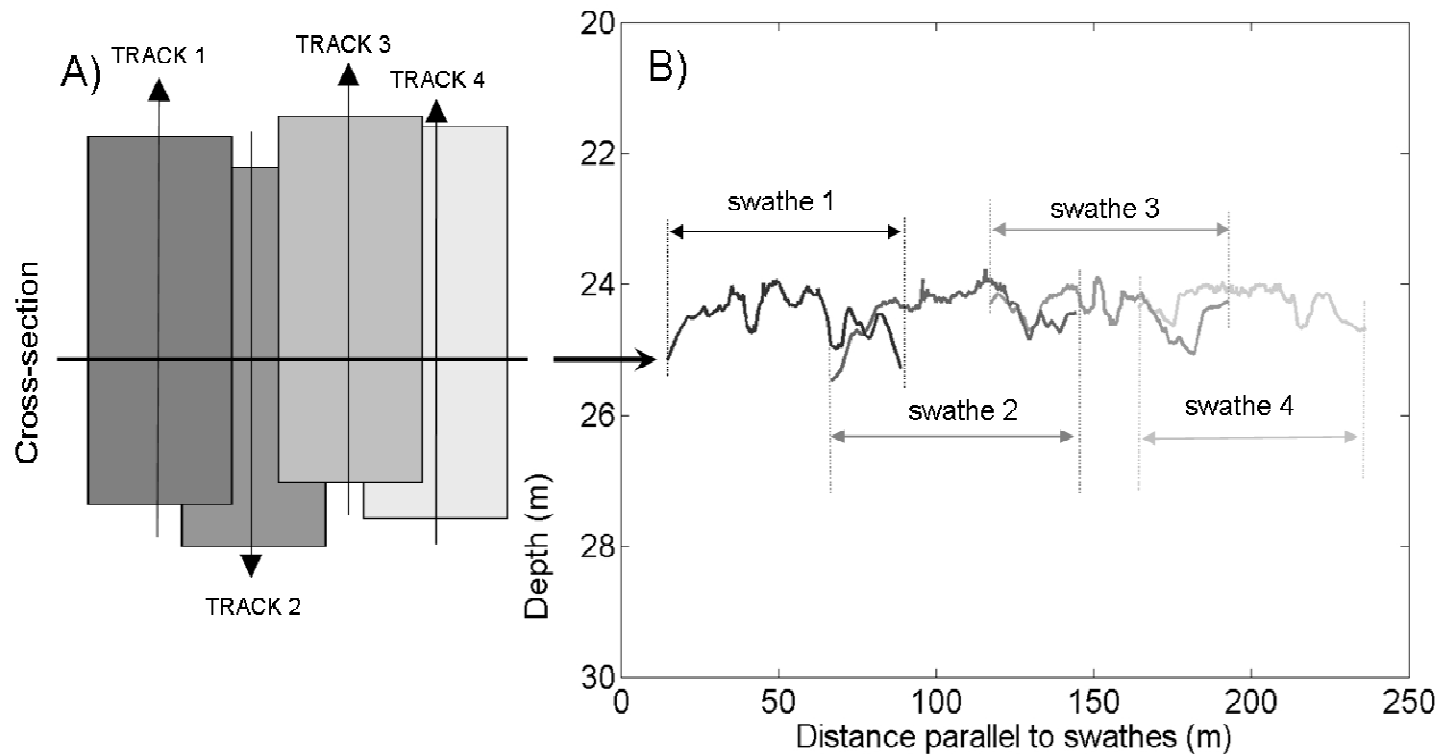 A)
TRACK 1
TRACK 3
TRACK 4
TRACK 2
Cross-section
B)
20
22
24
26
28
30
Depth (m)
swathe 1
swathe 3
swathe 2
swathe 4
0
50
100
150
200
250
Distance parallel to swathes (m)